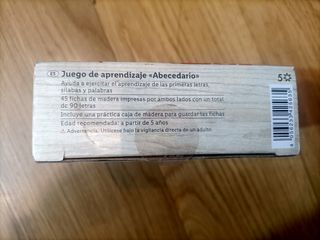 ES Juego de aprendizaje «Abecedario»
Ayuda a ejercitar el aprendizaje de las primeras letras,
sílabas y palabras
45 fichas de madera impresas por ambos lados con un total
de 90 letras
Incluye una práctica caja de madera para guardar las fichas
Edad recomendada: a partir de 5 años
Advertencia. Utilícese bajo la vigilancia directa de un adulto.
5